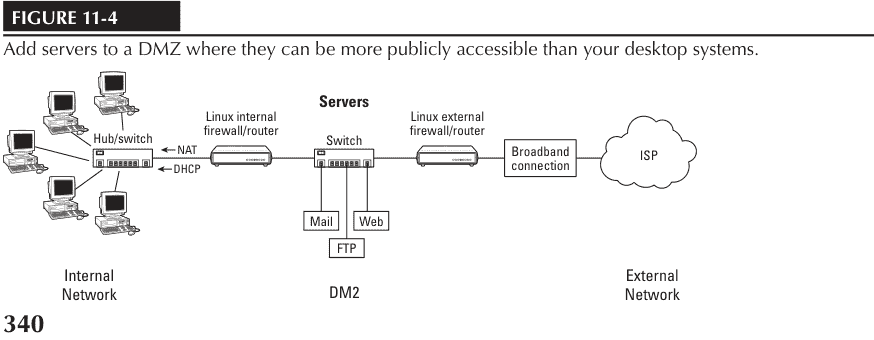 FIGURE 11-4
Add servers to a DMZ where they can be more publicly accessible than your desktop systems.
Servers
Linux internal
firewall/router
Linux external
firewall/router
Hub/switch
NAT
DHCP
Switch
Broadband
connection
ISP
Mail
Web
FTP
Internal
Network
DM2
External
Network
340